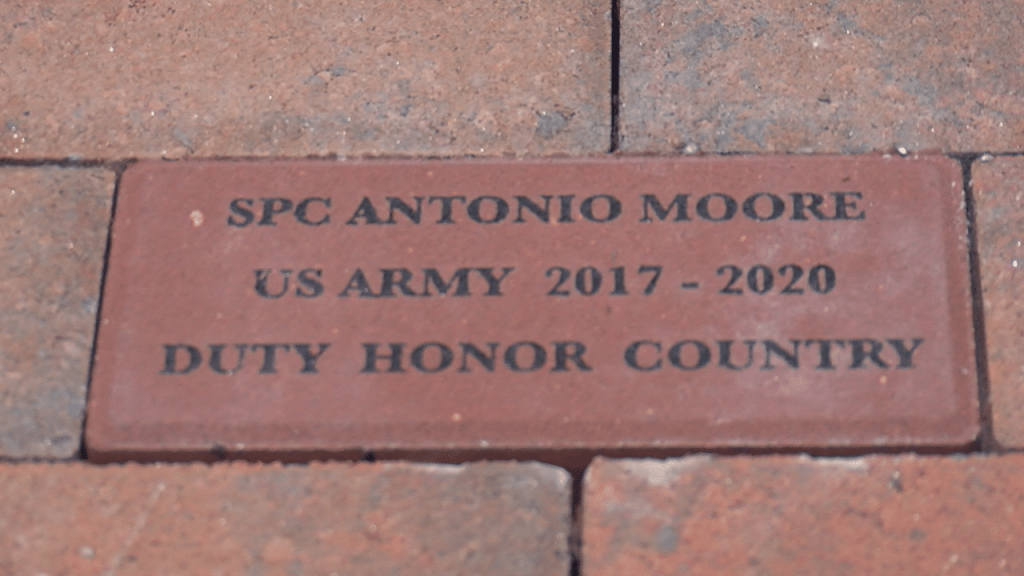 SPC ANTONIO MOORE
US ARMY 2017 - 2020
DUTY HONOR COUNTRY